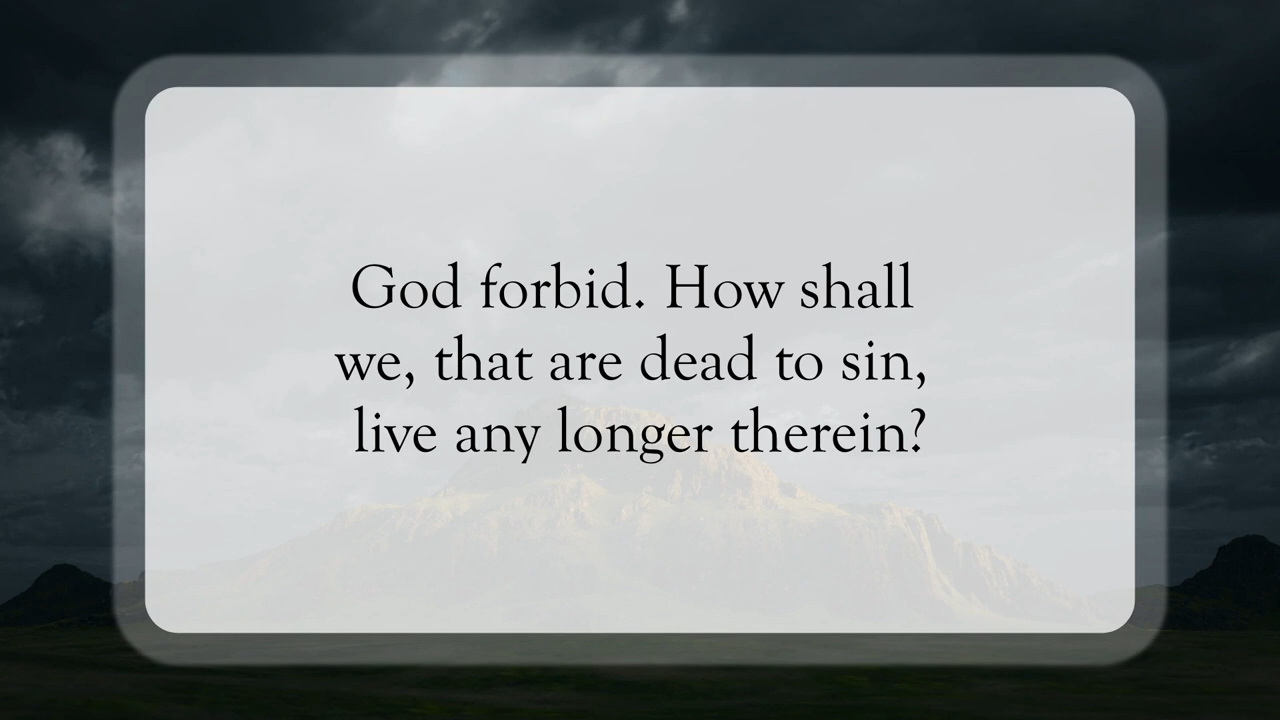 God forbid. How shall
we, that are dead to sin,
live any longer therein?